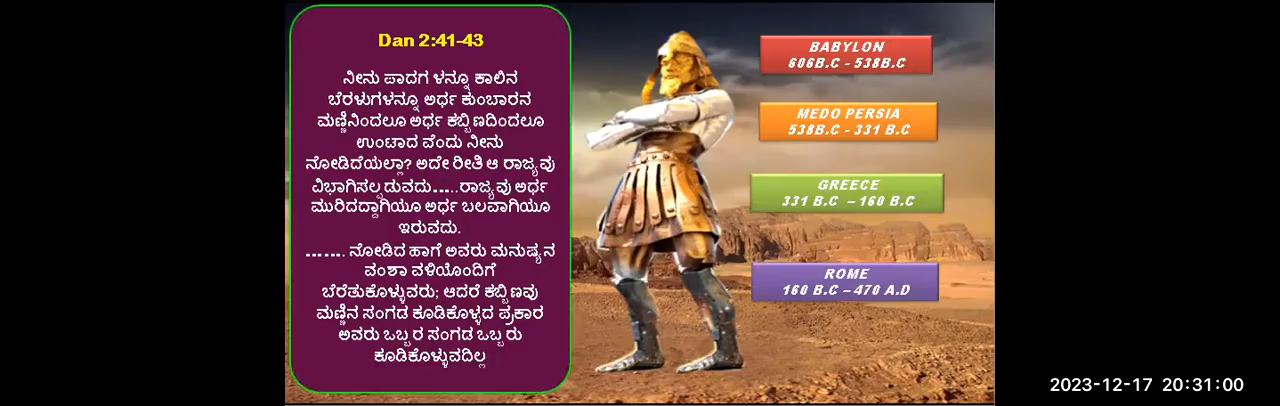 Dan 2:41-43
ನೀನು ಪಾದಗ ಳನ್ನೂ ಕಾಲಿನ
ಬೆರಳುಗಳನ್ನೂ ಅರ್ಧ ಕುಂಬಾರನ
ಮಣ್ಣಿನಿಂದಲೂ ಅರ್ಧ ಕಬ್ಬಿಣದಿಂದಲೂ
ಉಂಟಾದ ವೆಂದು ನೀನು
ನೋಡಿದೆಯಲ್ಲಾ? ಅದೇ ರೀತಿ ಆ ರಾಜ್ಯವು
ವಿಭಾಗಿಸಲ್ಪಡುವದು......ರಾಜ್ಯವು ಅರ್ಧ
ಮುರಿದದ್ದಾಗಿಯೂ ಅರ್ಧ ಬಲವಾಗಿಯೂ
ಇರುವದು.
....... ನೋಡಿದ ಹಾಗೆ ಅವರು ಮನುಷ್ಯನ
ವಂಶಾ ವಳಿಯೊಂದಿಗೆ
ಬೆರೆತುಕೊಳ್ಳುವರು; ಆದರೆ ಕಬ್ಬಿಣವು
ಮಣ್ಣಿನ ಸಂಗಡ ಕೂಡಿಕೊಳ್ಳದ ಪ್ರಕಾರ
ಅವರು ಒಬ್ಬರ ಸಂಗಡ ಒಬ್ಬರು
ಕೂಡಿಕೊಳ್ಳುವದಿಲ್ಲ
BABYLON
606B.C - 538B.C
MEDO PERSIA
538B.C - 331 B.C
GREECE
331 B.C – 160 B.C
ROME
160 B.C – 470 A.D
2023-12-17 20:31:00